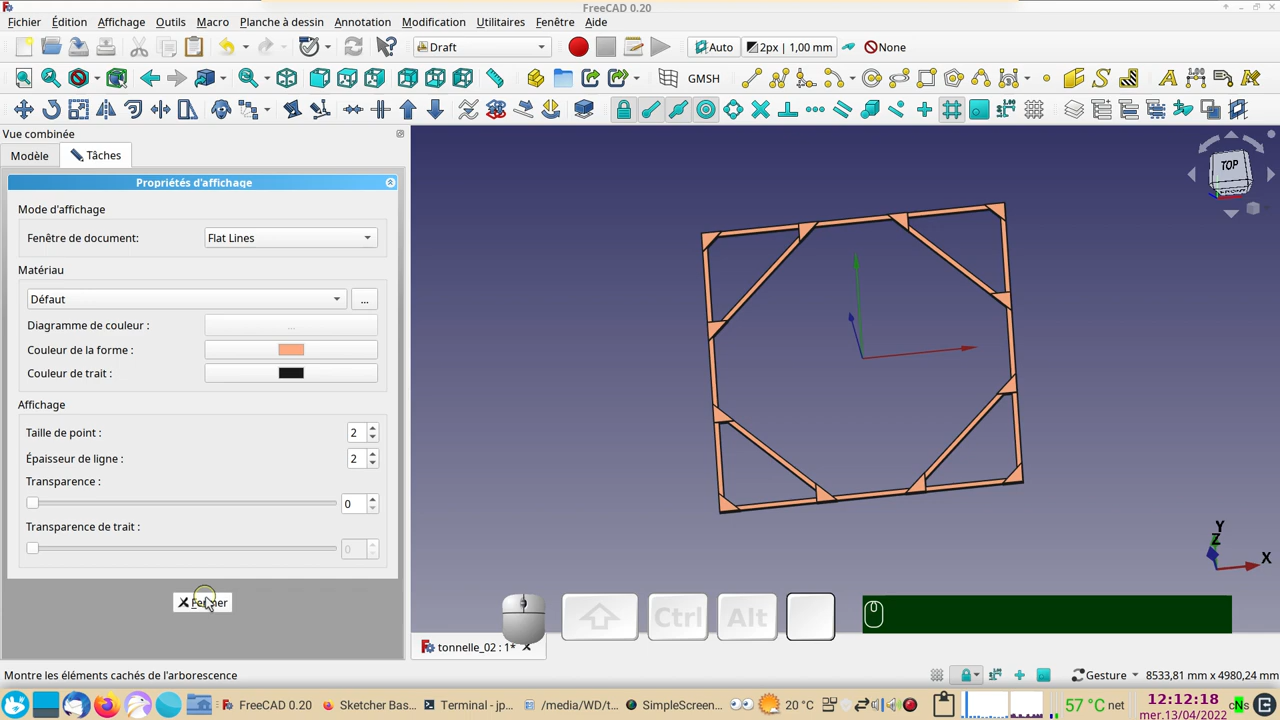 FreeCAD 0.20
Fichier Édition Affichage Outils Macro Planche à dessin Annotation Modification Utilitaires Fenêtre Aide
Draft Auto 2px | 1,00 mm None
GMSH
Vue combinée
Modèle Tâches
Propriétés d'affichage
Mode d'affichage
Fenêtre de document: Flat Lines
Matériau
Défaut ...
Diagramme de couleur : ...
Couleur de la forme :
Couleur de trait :
Affichage
Taille de point : 2
Épaisseur de ligne : 2
Transparence :
0
Transparence de trait :
0
Fermer
TOP
Y
Z
X
Ctrl Alt
tonnelle_02 : 1*
Montre les éléments cachés de l'arborescence
Gesture 8533,81 mm x 4980,24 mm
FreeCAD 0.20 Sketcher Bas... Terminal - jp... /media/WD/t... SimpleScreen... 20 °C 57 °C net 12:12:18
mer.13/04/2022